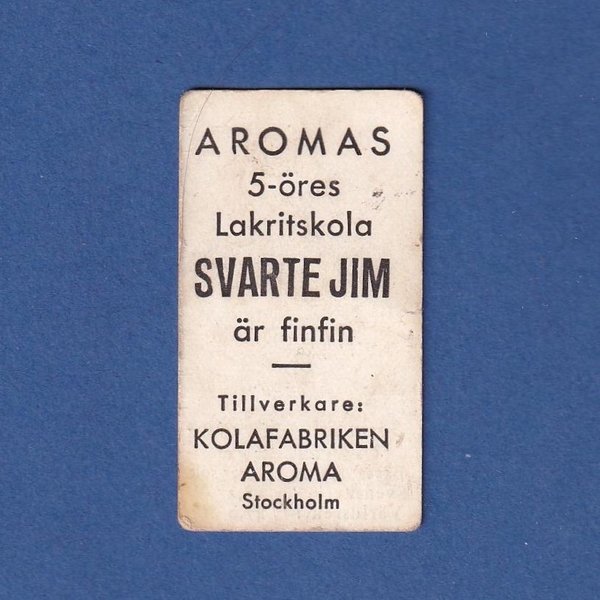 AROMAS
5-öres
Lakritskola
SVARTE JIM
är finfin
Tillverkare:
KOLAFABRIKEN
AROMA
Stockholm